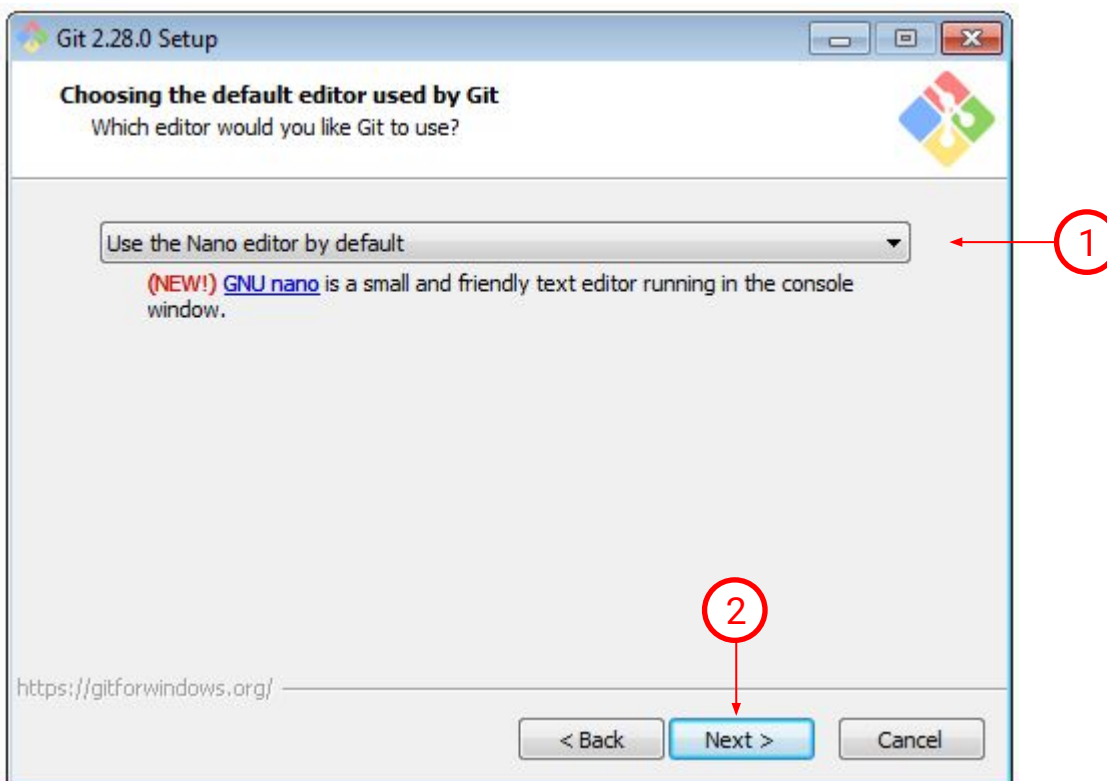 Git 2.28.0 Setup
Choosing the default editor used by Git
Which editor would you like Git to use?
Use the Nano editor by default
1
(NEW!) GNU nano is a small and friendly text editor running in the console
window.
2
https://gitforwindows.org/
< Back
Next >
Cancel